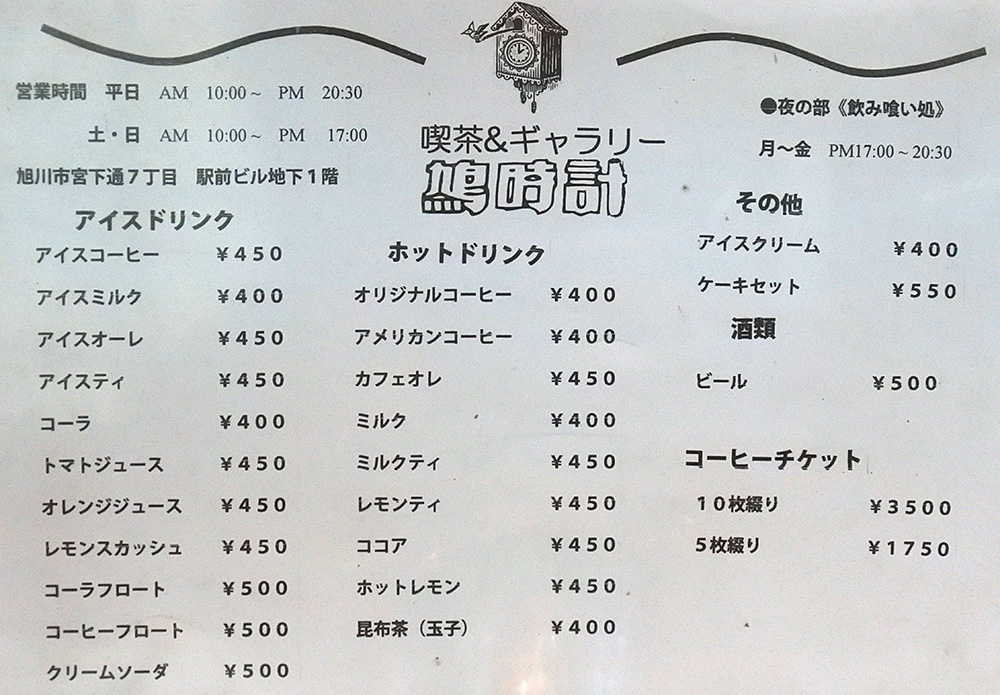 営業時間 平日 AM 10:00～ PM 20:30
土・日 AM 10:00～ PM 17:00
旭川市宮下通７丁目 駅前ビル地下１階
喫茶&ギャラリー
鳩時計
●夜の部《飲み喰い処》
月～金 PM17:00～20:30
アイスドリンク
アイスコーヒー ￥４５０
アイスミルク ￥４００
アイスオーレ ￥４５０
アイスティ ￥４５０
コーラ ￥４００
トマトジュース ￥４５０
オレンジジュース ￥４５０
レモンスカッシュ ￥４５０
コーラフロート ￥５００
コーヒーフロート ￥５００
クリームソーダ ￥５００
ホットドリンク
オリジナルコーヒー ￥４００
アメリカンコーヒー ￥４００
カフェオレ ￥４５０
ミルク ￥４００
ミルクティ ￥４５０
レモンティ ￥４５０
ココア ￥４５０
ホットレモン ￥４５０
昆布茶（玉子） ￥４００
その他
アイスクリーム ￥４００
ケーキセット ￥５５０
酒類
ビール ￥５００
コーヒーチケット
１０枚綴り ￥３５００
５枚綴り ￥１７５０